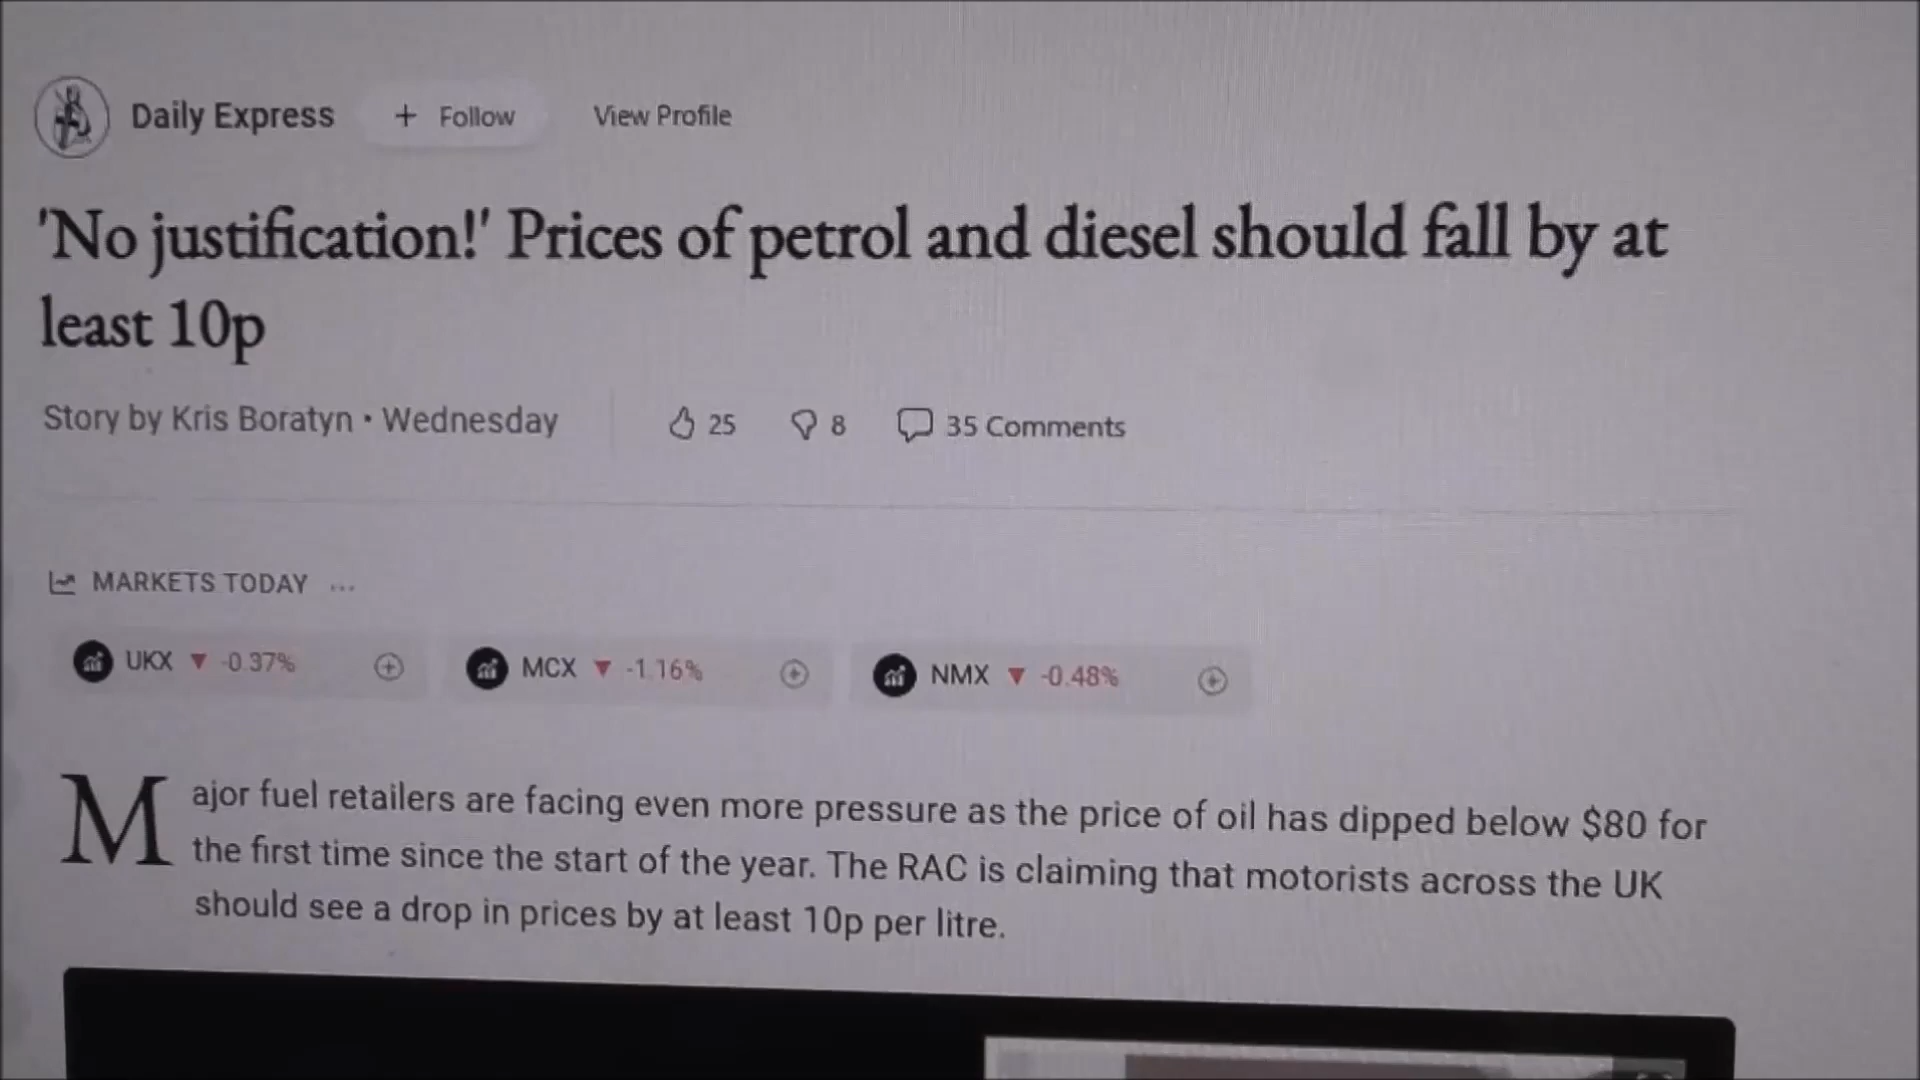 Daily Express + Follow View Profile
'No justification!' Prices of petrol and diesel should fall by at
least 10p
Story by Kris Boratyn • Wednesday 25 8 35 Comments
MARKETS TODAY ...
UKX ▼ -0.37% MCX ▼ -1.16% NMX ▼ -0.48%
Major fuel retailers are facing even more pressure as the price of oil has dipped below $80 for
the first time since the start of the year. The RAC is claiming that motorists across the UK
should see a drop in prices by at least 10p per litre.